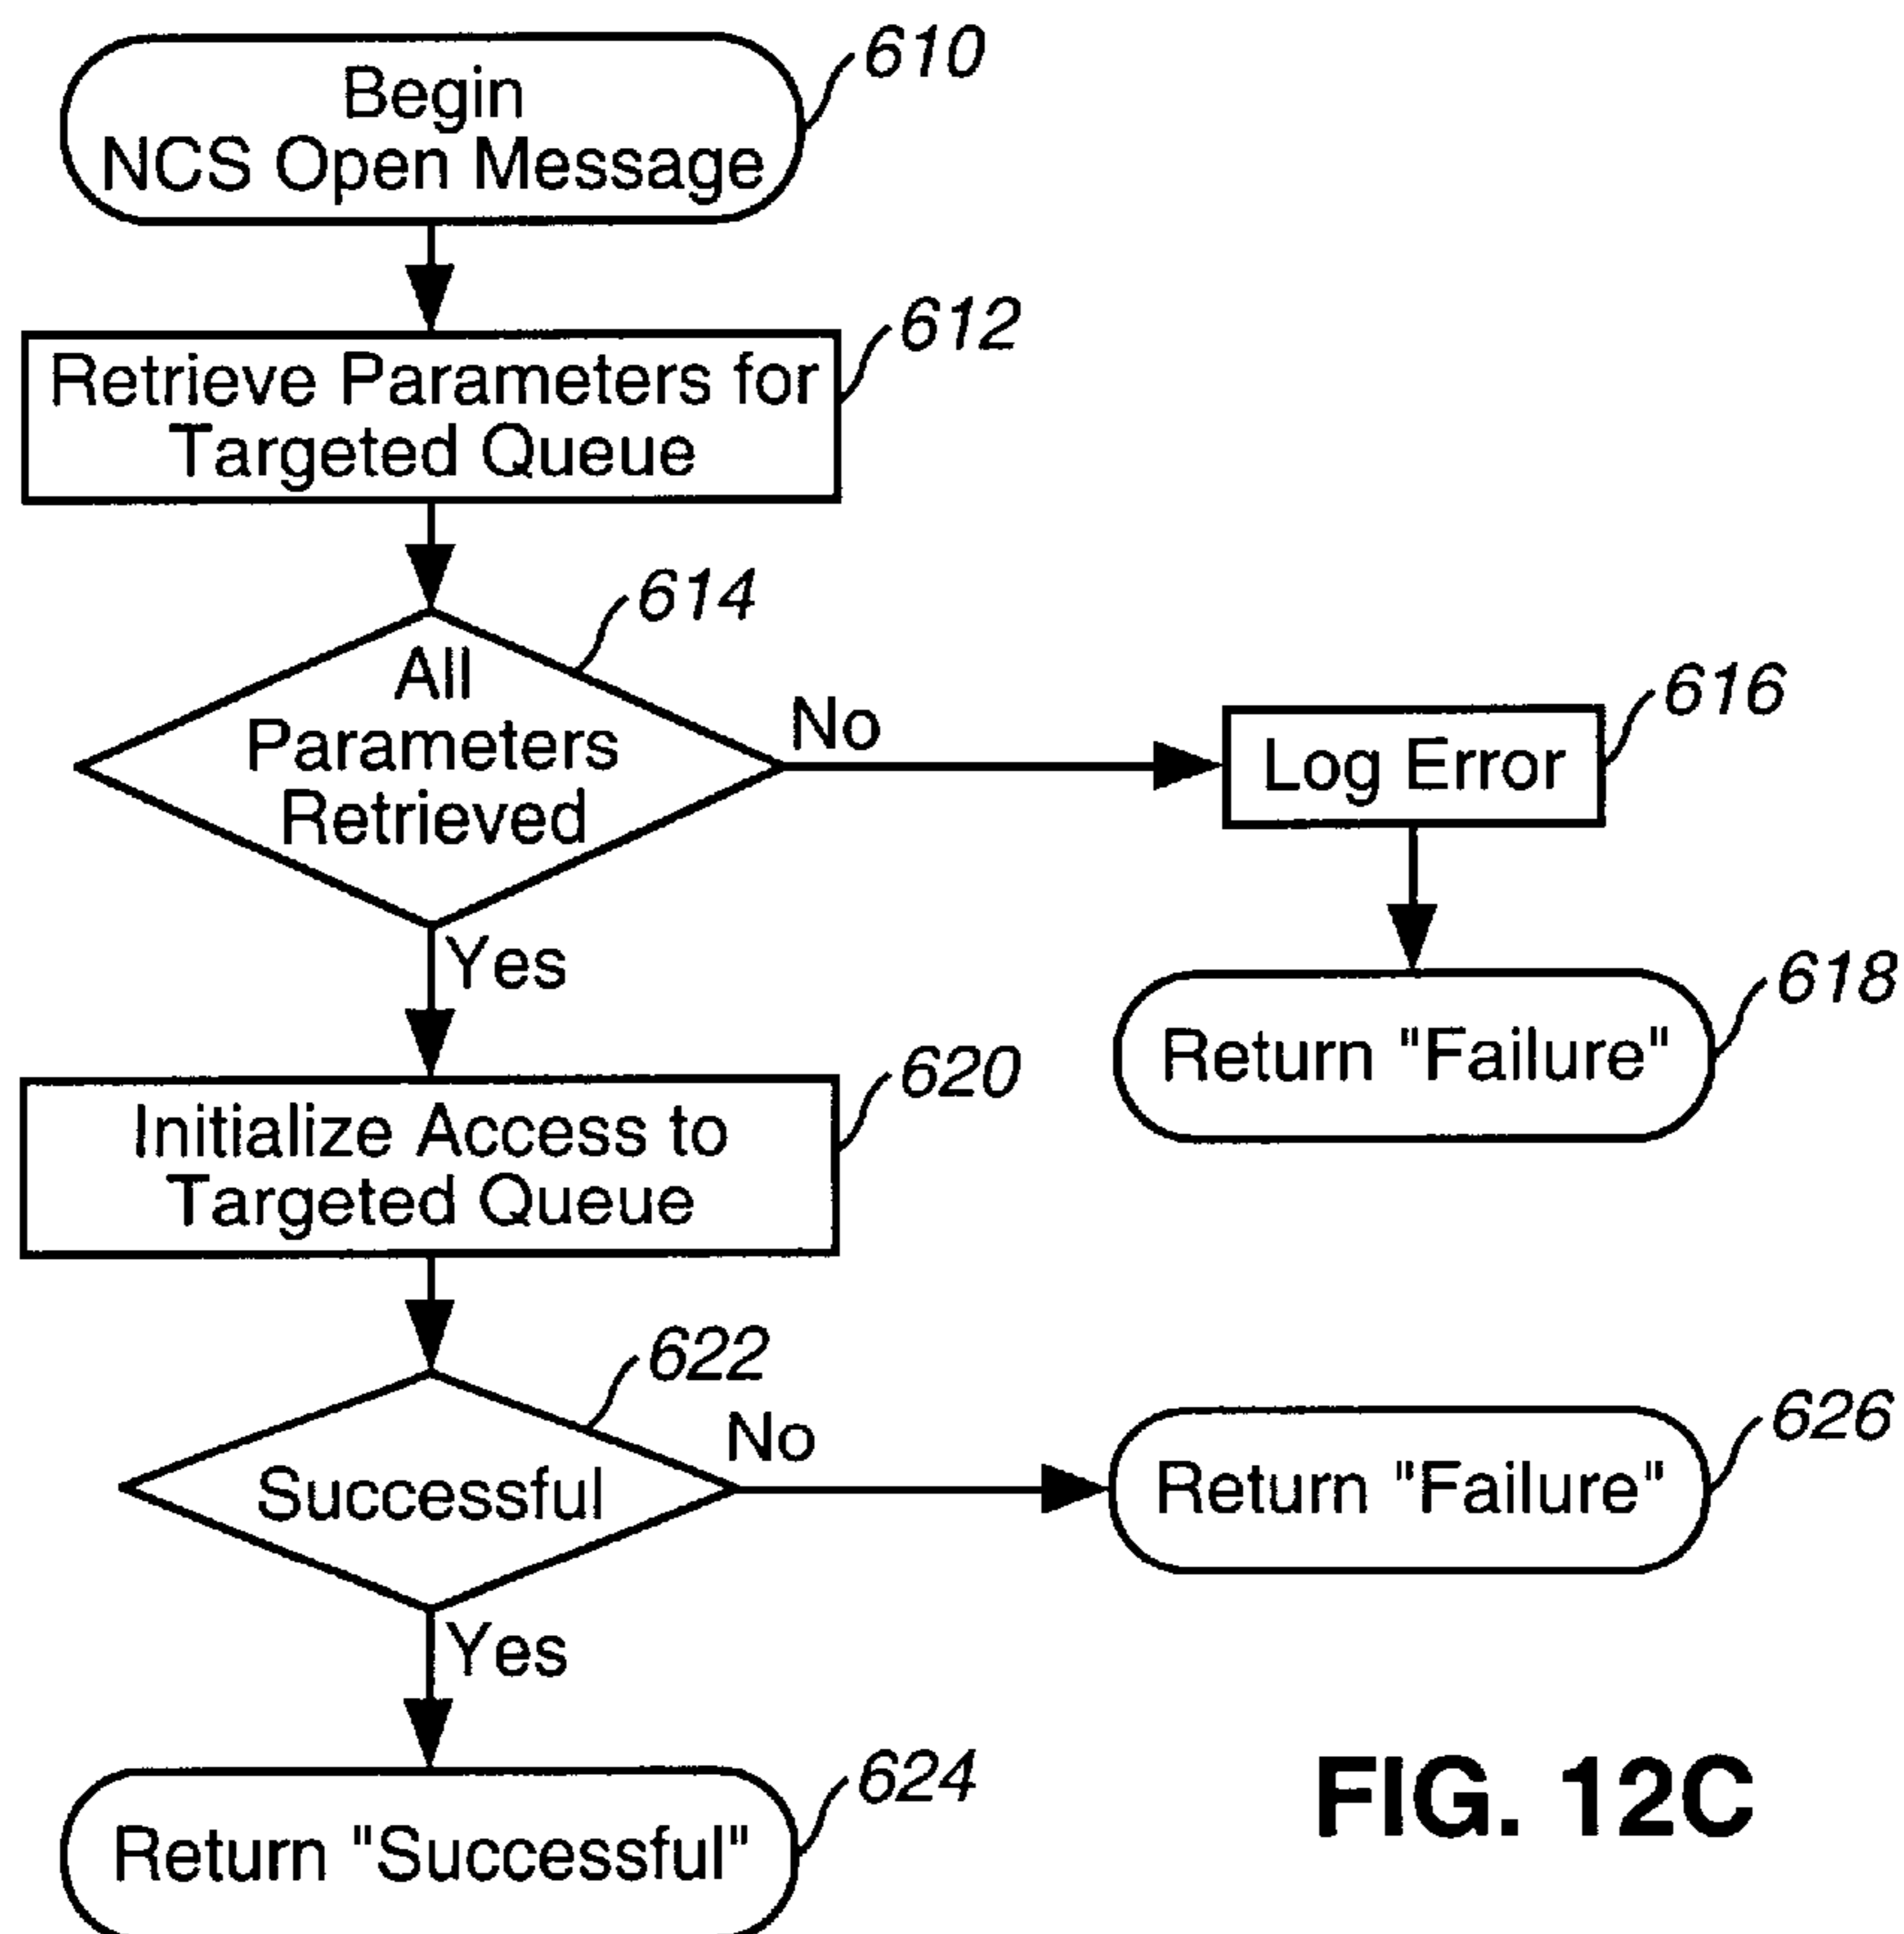 610
Begin
NCS Open Message
612
Retrieve Parameters for
Targeted Queue
614
All
Parameters
Retrieved
No
616
Log Error
Yes
618
Return "Failure"
620
Initialize Access to
Targeted Queue
622
No
Successful
626
Return "Failure"
Yes
624
Return "Successful"
FIG. 12C